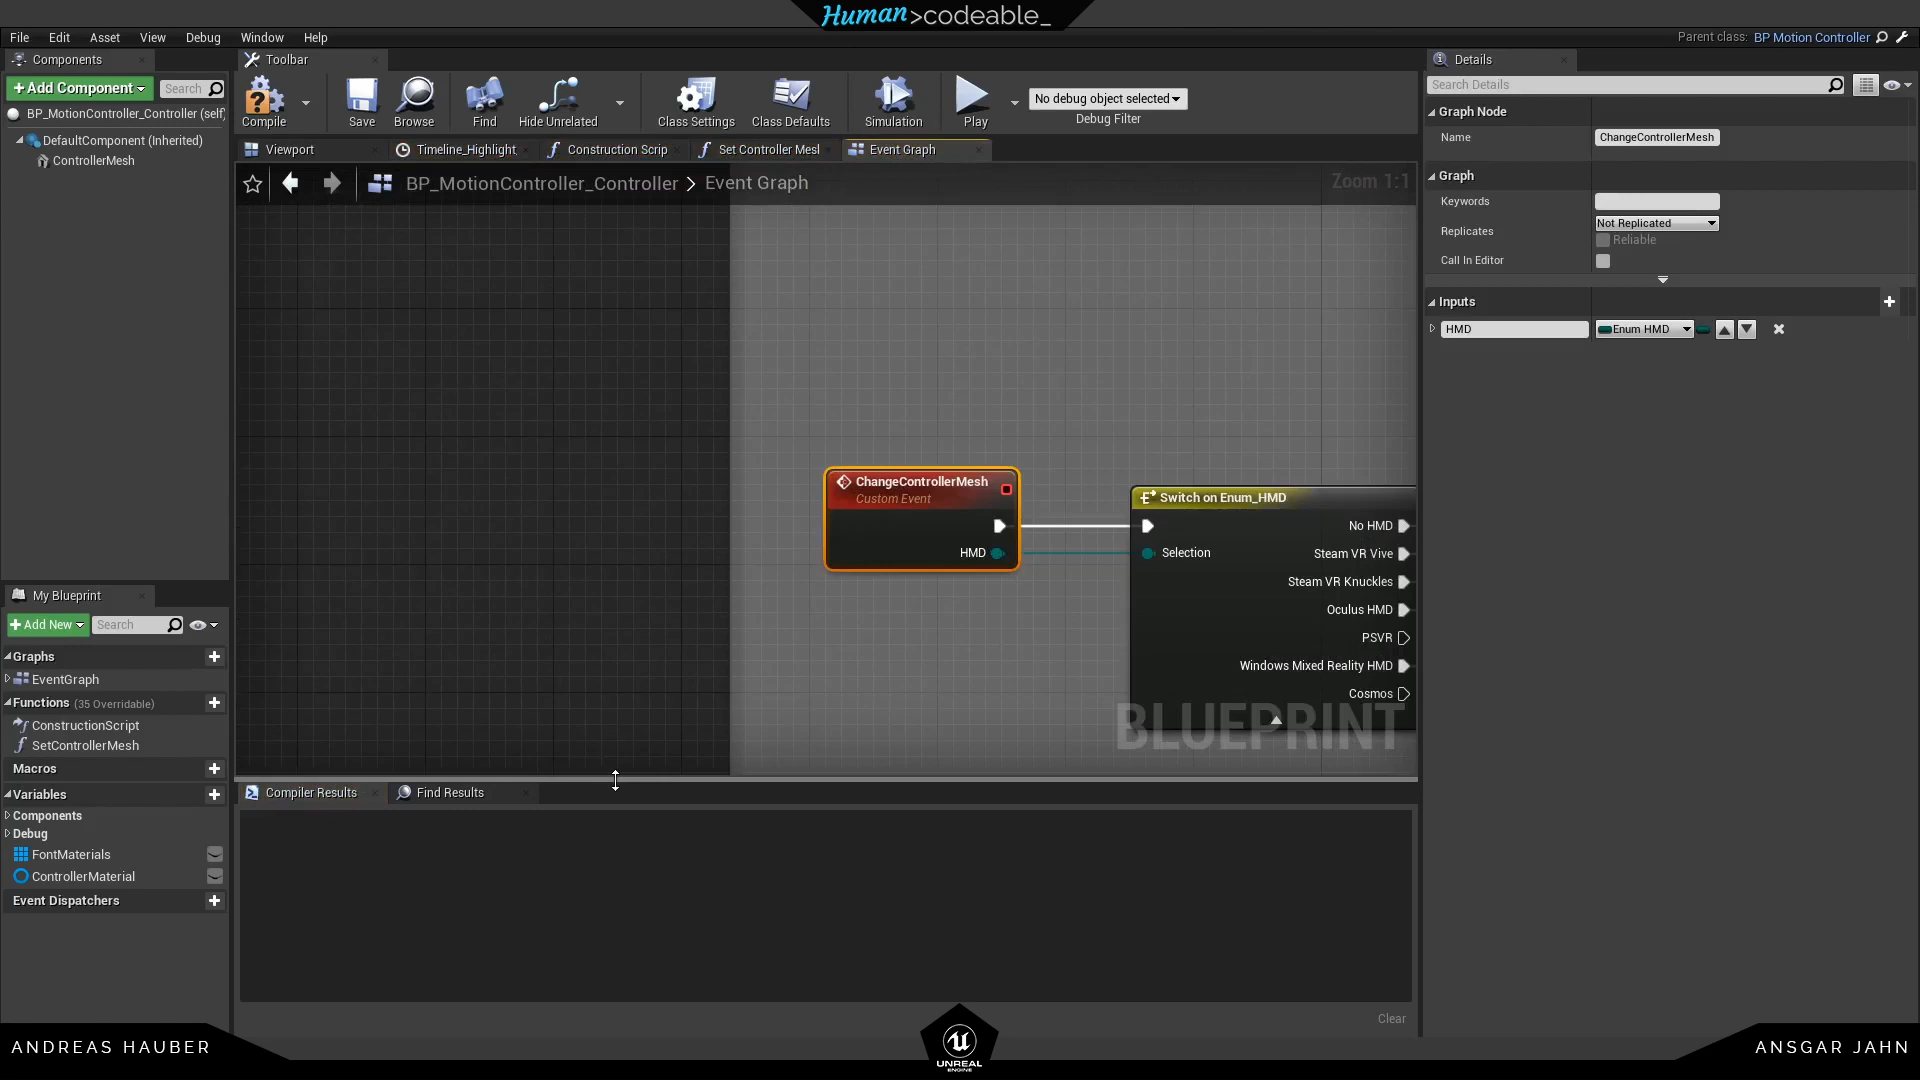 Human>codeable_
File Edit Asset View Debug Window Help
Parent class: BP Motion Controller
Components
Toolbar
Details
+Add Component
Search
Search Details
BP_MotionController_Controller (self
DefaultComponent (Inherited)
ControllerMesh
Compile
Save
Browse
Find
Hide Unrelated
Class Settings
Class Defaults
Simulation
Play
No debug object selected
Debug Filter
Viewport
Timeline_Highlight
Construction Scrip
Set Controller Mesl
Event Graph
BP_MotionController_Controller > Event Graph
Zoom 1:1
Graph Node
Name
ChangeControllerMesh
Graph
Keywords
Replicates
Not Replicated
Reliable
Call In Editor
Inputs
HMD
Enum HMD
ChangeControllerMesh
Custom Event
HMD
Switch on Enum_HMD
No HMD
Selection
Steam VR Vive
Steam VR Knuckles
Oculus HMD
PSVR
Windows Mixed Reality HMD
Cosmos
BLUEPRINT
My Blueprint
+Add New
Search
Graphs
EventGraph
Functions (35 Overridable)
ConstructionScript
SetControllerMesh
Macros
Variables
Components
Debug
FontMaterials
ControllerMaterial
Event Dispatchers
Compiler Results
Find Results
Clear
ANDREAS HAUBER
UNREAL
ENGINE
ANSGAR JAHN